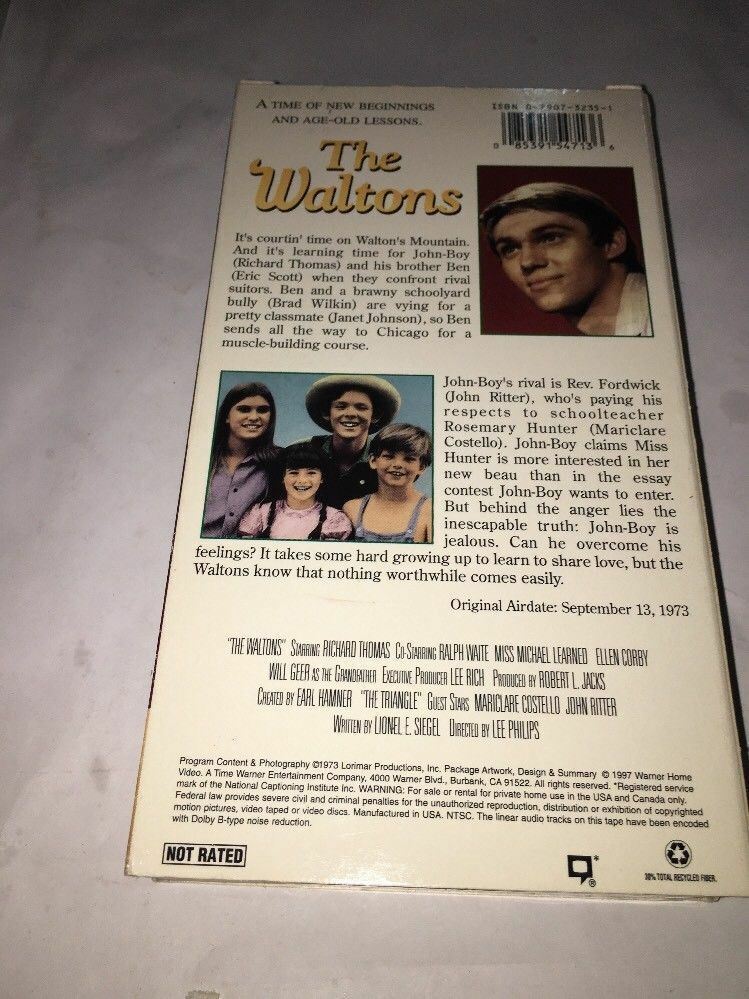 A TIME OF NEW BEGINNINGS
AND AGE-OLD LESSONS.
ISBN 0-7907-3235-1
0 85391 54713 6
The
Waltons
It's courtin' time on Walton's Mountain.
And it's learning time for John-Boy
(Richard Thomas) and his brother Ben
(Eric Scott) when they confront rival
suitors. Ben and a brawny schoolyard
bully (Brad Wilkin) are vying for a
pretty classmate (Janet Johnson), so Ben
sends all the way to Chicago for a
muscle-building course.
John-Boy's rival is Rev. Fordwick
(John Ritter), who's paying his
respects to schoolteacher
Rosemary Hunter (Mariclare
Costello). John-Boy claims Miss
Hunter is more interested in her
new beau than in the essay
contest John-Boy wants to enter.
But behind the anger lies the
inescapable truth: John-Boy is
jealous. Can he overcome his
feelings? It takes some hard growing up to learn to share love, but the
Waltons know that nothing worthwhile comes easily.
Original Airdate: September 13, 1973
"THE WALTONS" STARRING RICHARD THOMAS CO-STARRING RALPH WAITE MISS MICHAEL LEARNED ELLEN CORBY
WILL GEER AS THE GRANDFATHER EXECUTIVE PRODUCER LEE RICH PRODUCED BY ROBERT L. JACKS
CREATED BY EARL HAMNER "THE TRIANGLE" GUEST STARS MARICLARE COSTELLO JOHN RITTER
WRITTEN BY LIONEL E. SIEGEL DIRECTED BY LEE PHILIPS
Program Content & Photography ©1973 Lorimar Productions, Inc. Package Artwork, Design & Summary © 1997 Warner Home
Video. A Time Warner Entertainment Company, 4000 Warner Blvd., Burbank, CA 91522. All rights reserved. *Registered service
mark of the National Captioning Institute Inc. WARNING: For sale or rental for private home use in the USA and Canada only.
Federal law provides severe civil and criminal penalties for the unauthorized reproduction, distribution or exhibition of copyrighted
motion pictures, video taped or video discs. Manufactured in USA. NTSC. The linear audio tracks on this tape have been encoded
with Dolby B-type noise reduction.
NOT RATED
*
®
30% TOTAL RECYCLED FIBER.